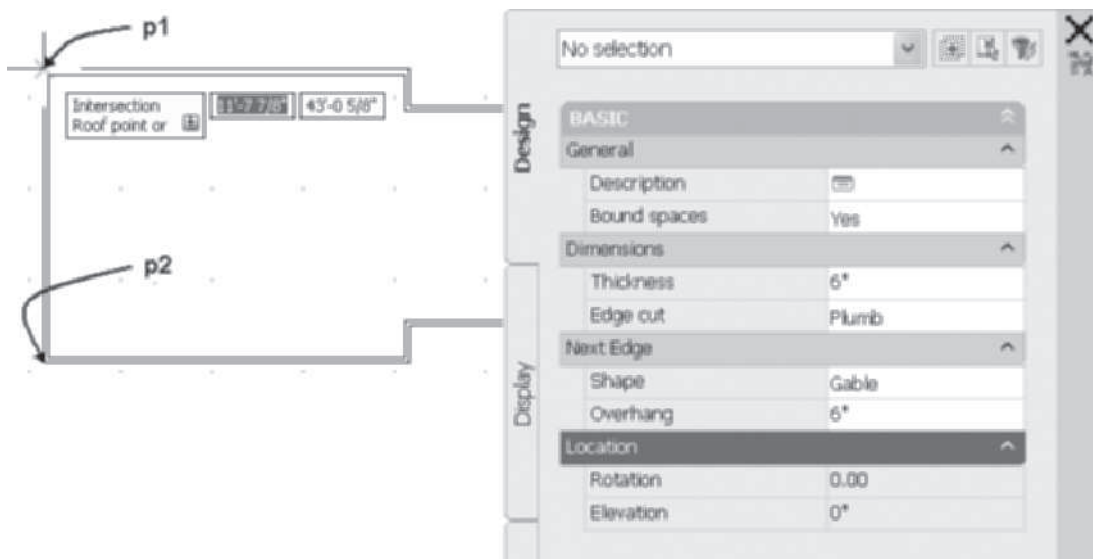 p1
Intersection
Roof point or
11'-7 7/8"
43'-0 5/8"
p2
Design
Display
No selection
BASIC
General
Description
Bound spaces Yes
Dimensions
Thickness 6"
Edge cut Plumb
Next Edge
Shape Gable
Overhang 6"
Location
Rotation 0.00
Elevation 0"